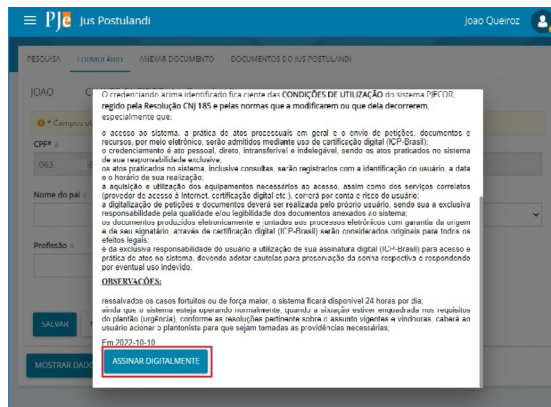 PJe Jus Postulandi
Joao Queiroz
PESQUISA FORMULÁRIO ANEXAR DOCUMENTO DOCUMENTOS DO JUS POSTULANDI
JOAO
* Campos
CPF*
063
Nome do pai
Profissão
SALVAR
MOSTRAR DADO
O credenciando acima identificado fica ciente das CONDIÇÕES DE UTILIZAÇÃO do sistema PJECOR,
regido pela Resolução CNJ 185 e pelas normas que a modificarem ou que dela decorrerem,
especialmente que:
o acesso ao sistema, a prática de atos processuais em geral e o envio de petições, documentos e
recursos, por meio eletrônico, serão admitidos mediante uso de certificação digital (ICP-Brasil);
o credenciamento é ato pessoal, direto, intransferível e indelegável, sendo os atos praticados no sistema
de sua responsabilidade exclusiva;
os atos praticados no sistema, inclusive consultas, serão registrados com a identificação do usuário, a data
e o horário de sua realização;
a aquisição e utilização dos equipamentos necessários ao acesso, assim como dos serviços correlatos
(provedor de acesso à Internet, certificação digital etc.), correrá por conta e risco do usuário;
a digitalização de petições e documentos deverá ser realizada pelo próprio usuário, sendo sua a exclusiva
responsabilidade pela qualidade e/ou legibilidade dos documentos anexados ao sistema;
os documentos produzidos eletronicamente e juntados aos processos eletrônicos com garantia da origem
e de seu signatário, através de certificação digital (ICP-Brasil) serão considerados originais para todos os
efeitos legais;
é da exclusiva responsabilidade do usuário a utilização de sua assinatura digital (ICP-Brasil) para acesso e
prática de atos no sistema, devendo adotar cautelas para preservação da senha respectiva e respondendo
por eventual uso indevido.
OBSERVAÇÕES:
ressalvados os casos fortuitos ou de força maior, o sistema ficará disponível 24 horas por dia;
ainda que o sistema esteja operando normalmente, quando a situação estiver enquadrada nos requisitos
do plantão (urgência), conforme as resoluções pertinente sobre o assunto vigentes e vindouras, caberá ao
usuário acionar o plantonista para que sejam tomadas as providências necessárias;
Em 2022-10-10
ASSINAR DIGITALMENTE